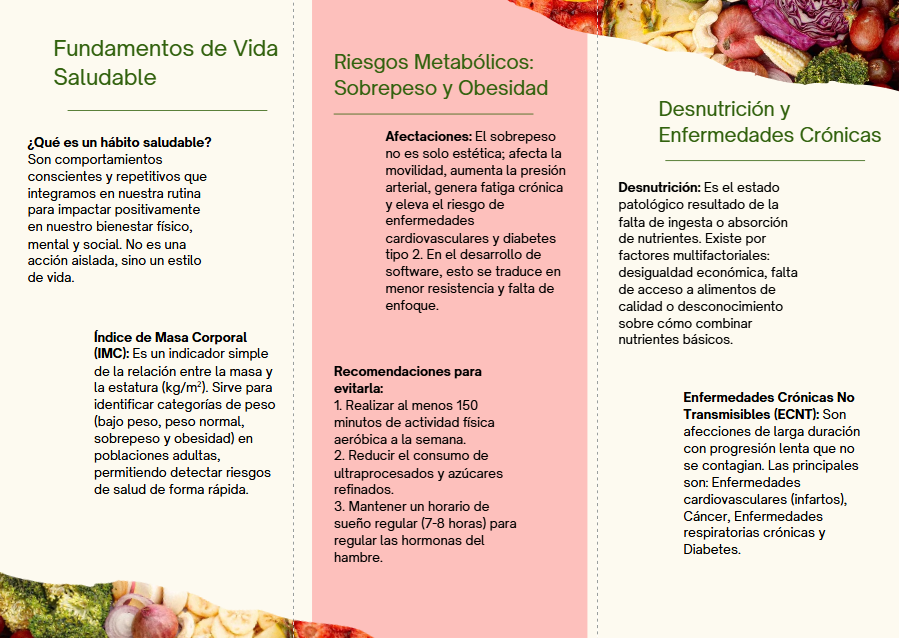 Fundamentos de Vida
Saludable
¿Qué es un hábito saludable?
Son comportamientos
conscientes y repetitivos que
integramos en nuestra rutina
para impactar positivamente
en nuestro bienestar físico,
mental y social. No es una
acción aislada, sino un estilo
de vida.
Índice de Masa Corporal
(IMC): Es un indicador simple
de la relación entre la masa y
la estatura (kg/m²). Sirve para
identificar categorías de peso
(bajo peso, peso normal,
sobrepeso y obesidad) en
poblaciones adultas,
permitiendo detectar riesgos
de salud de forma rápida.
Riesgos Metabólicos:
Sobrepeso y Obesidad
Afectaciones: El sobrepeso
no es solo estética; afecta la
movilidad, aumenta la presión
arterial, genera fatiga crónica
y eleva el riesgo de
enfermedades
cardiovasculares y diabetes
tipo 2. En el desarrollo de
software, esto se traduce en
menor resistencia y falta de
enfoque.
Recomendaciones para
evitarla:
1. Realizar al menos 150
minutos de actividad física
aeróbica a la semana.
2. Reducir el consumo de
ultraprocesados y azúcares
refinados.
3. Mantener un horario de
sueño regular (7-8 horas) para
regular las hormonas del
hambre.
Desnutrición y
Enfermedades Crónicas
Desnutrición: Es el estado
patológico resultado de la
falta de ingesta o absorción
de nutrientes. Existe por
factores multifactoriales:
desigualdad económica, falta
de acceso a alimentos de
calidad o desconocimiento
sobre cómo combinar
nutrientes básicos.
Enfermedades Crónicas No
Transmisibles (ECNT): Son
afecciones de larga duración
con progresión lenta que no
se contagian. Las principales
son: Enfermedades
cardiovasculares (infartos),
Cáncer, Enfermedades
respiratorias crónicas y
Diabetes.